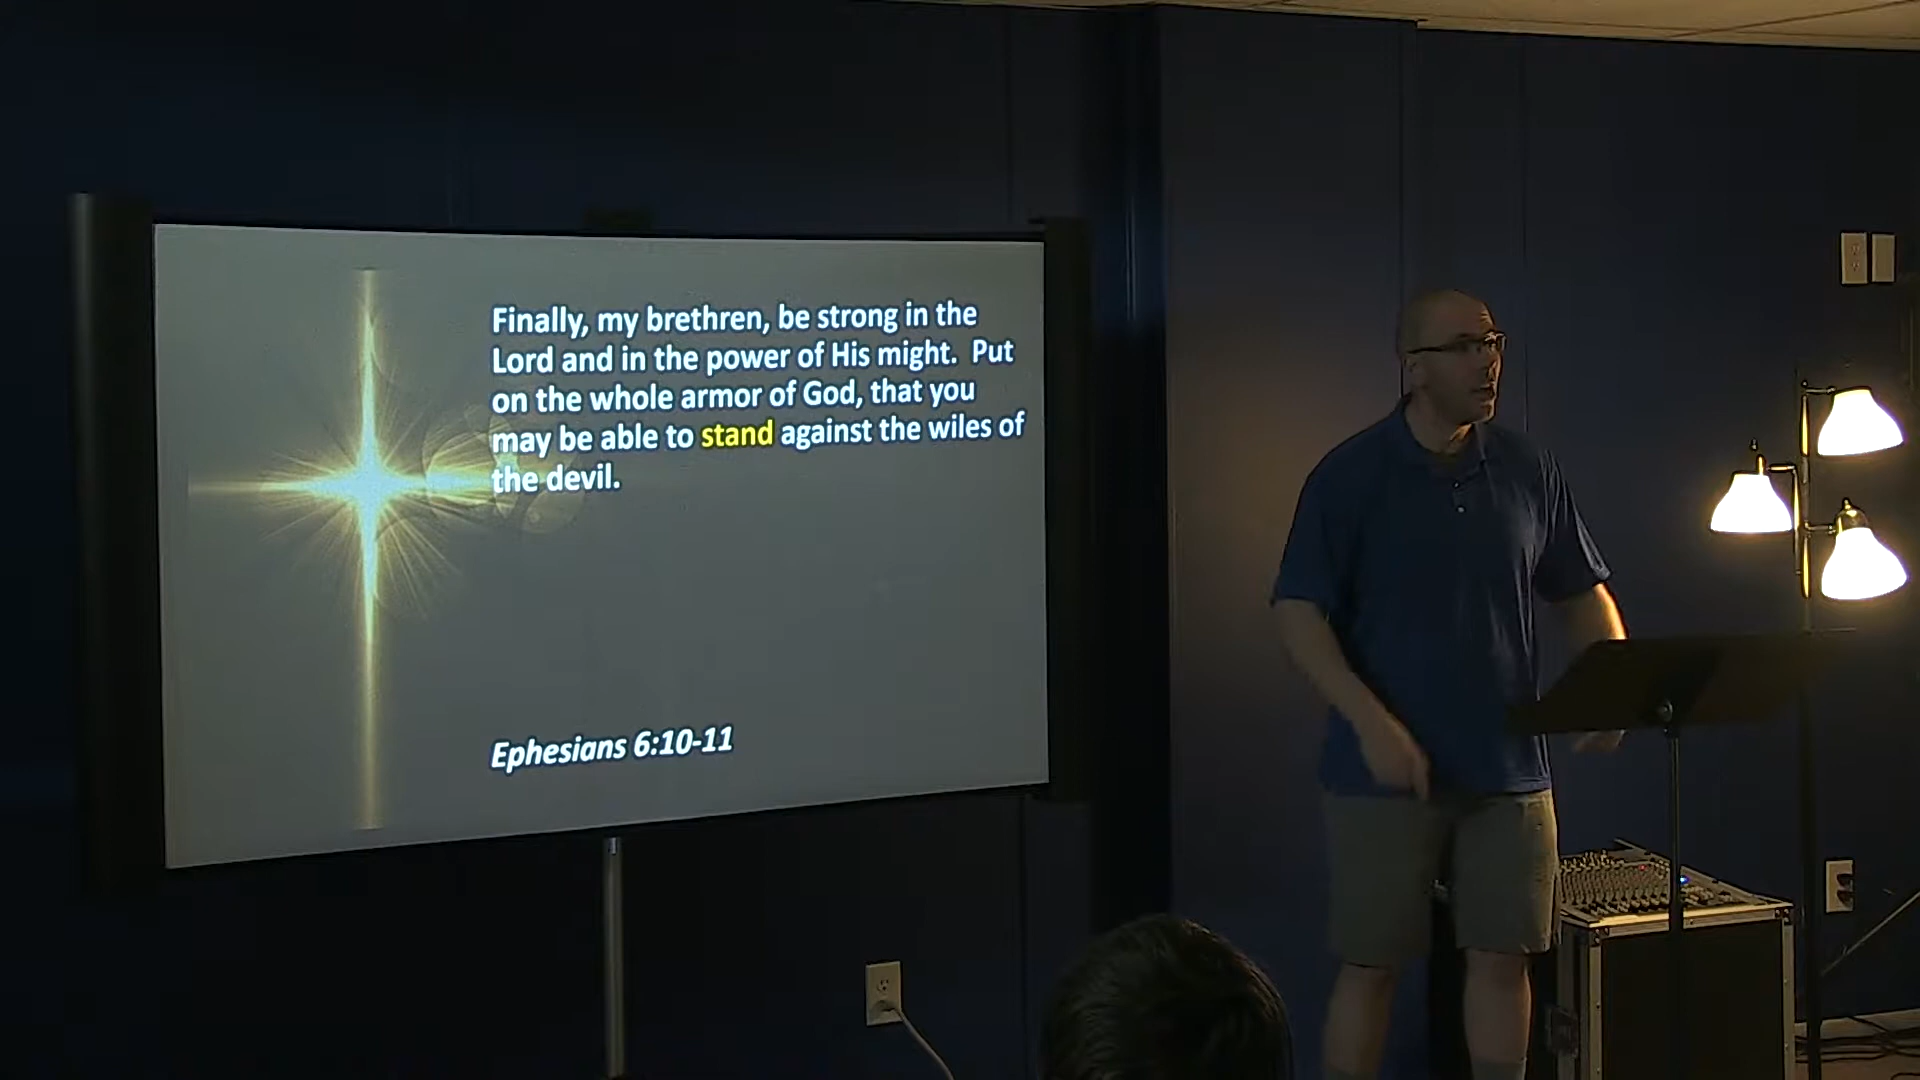 Finally, my brethren, be strong in the
Lord and in the power of His might.  Put
on the whole armor of God, that you
may be able to stand against the wiles of
the devil.
Ephesians 6:10-11